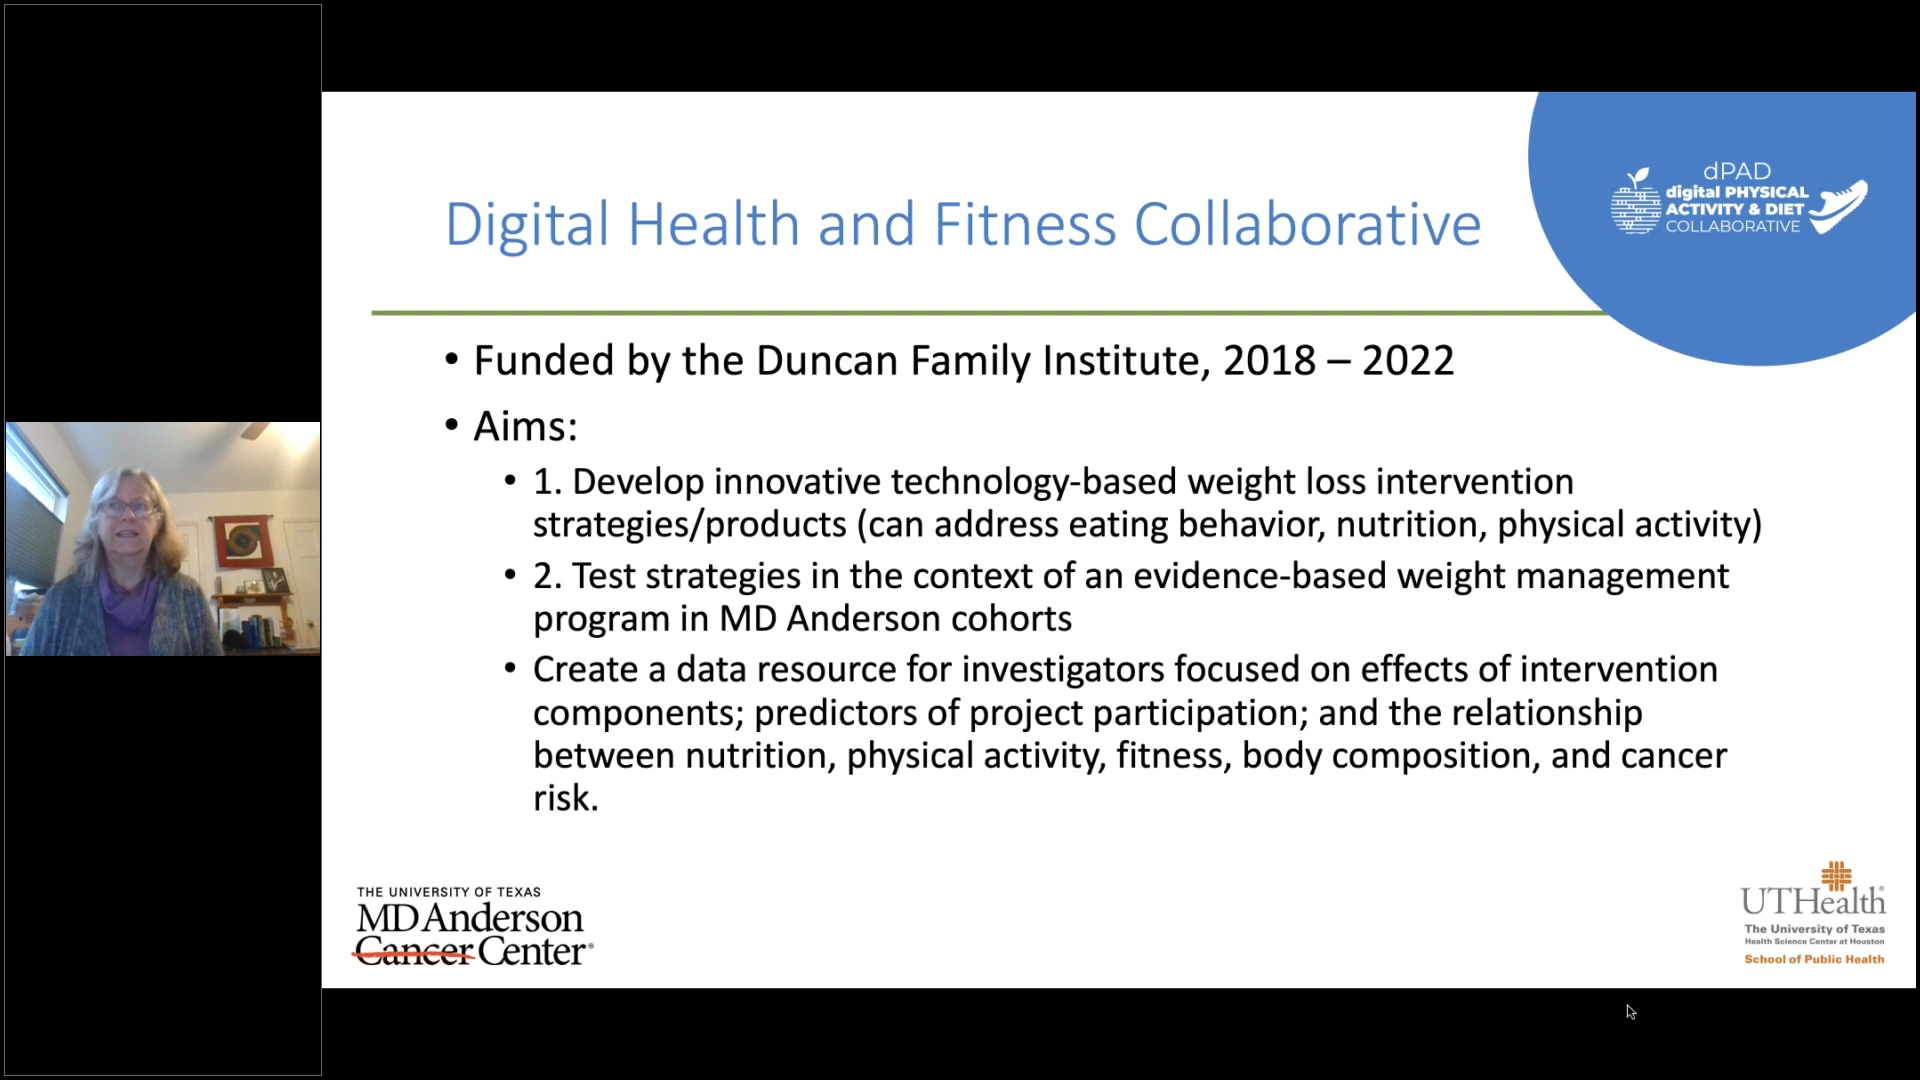 dPAD
digital PHYSICAL
ACTIVITY & DIET
COLLABORATIVE
Digital Health and Fitness Collaborative
• Funded by the Duncan Family Institute, 2018 – 2022
• Aims:
• 1. Develop innovative technology-based weight loss intervention
strategies/products (can address eating behavior, nutrition, physical activity)
• 2. Test strategies in the context of an evidence-based weight management
program in MD Anderson cohorts
• Create a data resource for investigators focused on effects of intervention
components; predictors of project participation; and the relationship
between nutrition, physical activity, fitness, body composition, and cancer
risk.
THE UNIVERSITY OF TEXAS
MD Anderson
Cancer Center®
UTHealth®
The University of Texas
Health Science Center at Houston
School of Public Health